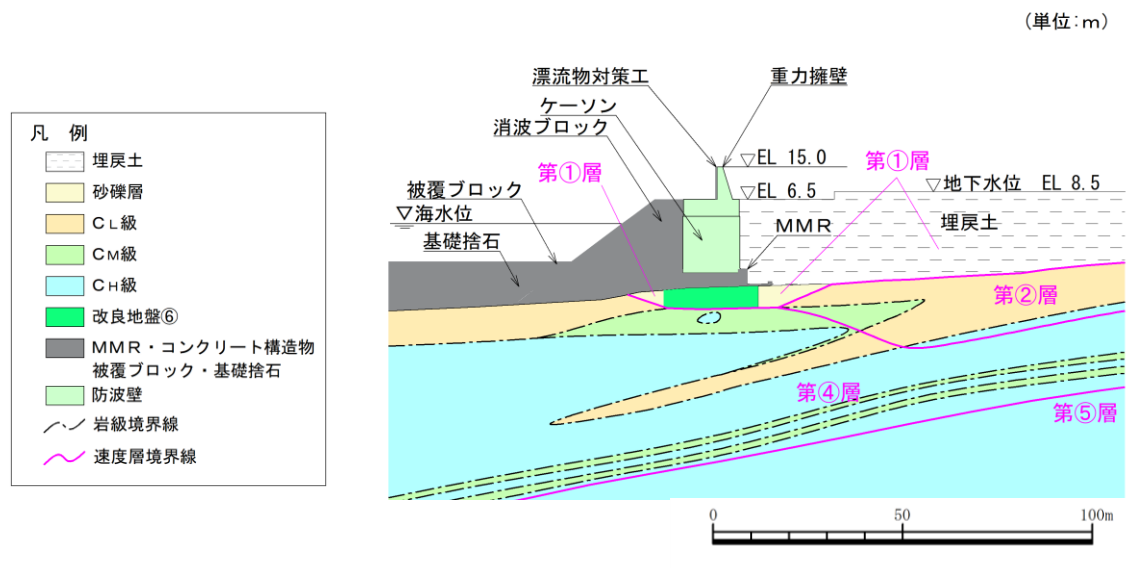 (単位:m)
凡 例
埋戻土
砂礫層
CL級
CM級
CH級
改良地盤⑥
MMR・コンクリート構造物
被覆ブロック・基礎捨石
防波壁
岩級境界線
速度層境界線
漂流物対策工
重力擁壁
ケーソン
消波ブロック
▽EL 15.0
第①層
第①層
被覆ブロック
▽EL 6.5
▽地下水位 EL 8.5
▽海水位
基礎捨石
MMR
埋戻土
第②層
第④層
第⑤層
0 50 100m